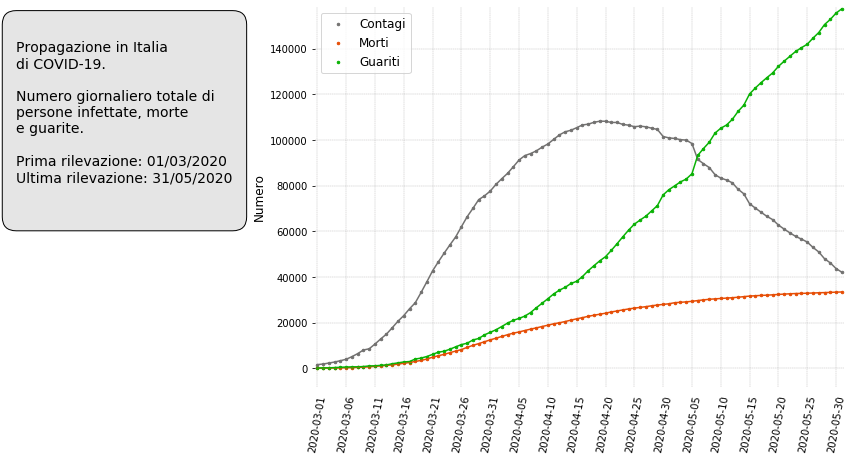 Propagazione in Italia
di COVID-19.
Numero giornaliero totale di
persone infettate, morte
e guarite.
Prima rilevazione: 01/03/2020
Ultima rilevazione: 31/05/2020
Contagi
Morti
Guariti
Numero
140000
120000
100000
80000
60000
40000
20000
0
2020-03-01
2020-03-06
2020-03-11
2020-03-16
2020-03-21
2020-03-26
2020-03-31
2020-04-05
2020-04-10
2020-04-15
2020-04-20
2020-04-25
2020-04-30
2020-05-05
2020-05-10
2020-05-15
2020-05-20
2020-05-25
2020-05-30